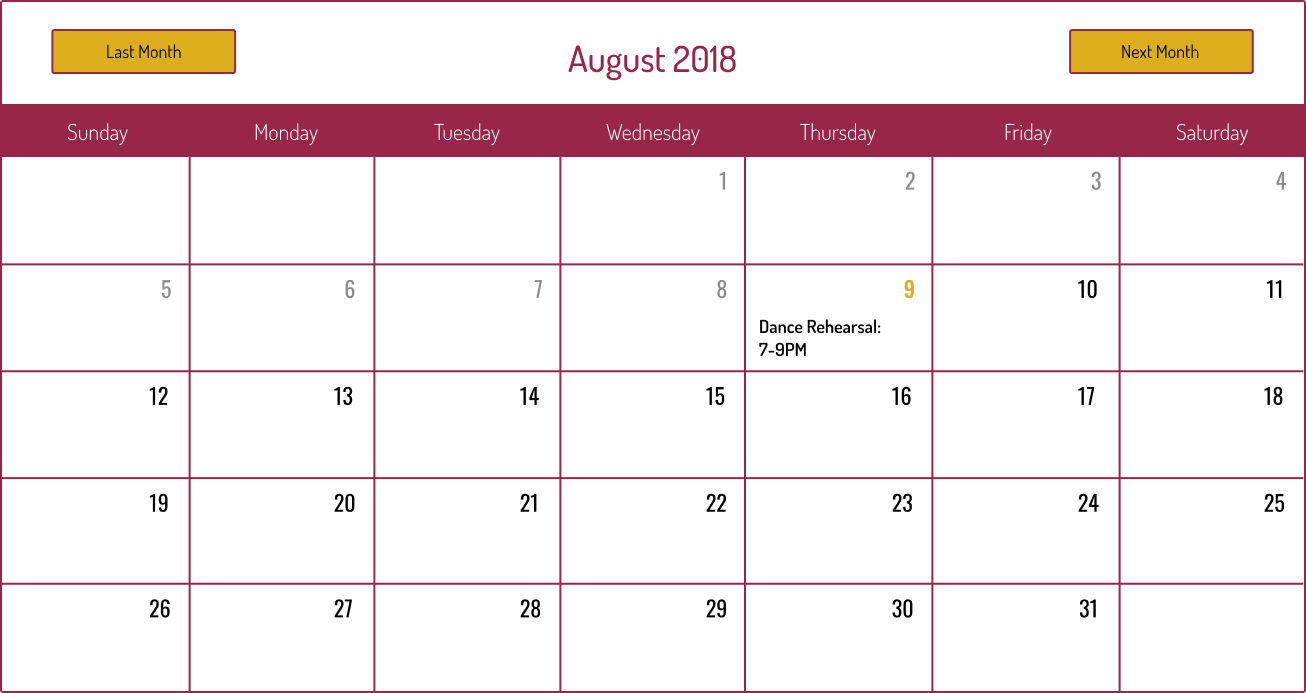 Last Month August 2018 Next Month
Sunday Monday Tuesday Wednesday Thursday Friday Saturday
1 2 3 4
5 6 7 8 9 10 11
Dance Rehearsal:
7-9PM
12 13 14 15 16 17 18
19 20 21 22 23 24 25
26 27 28 29 30 31